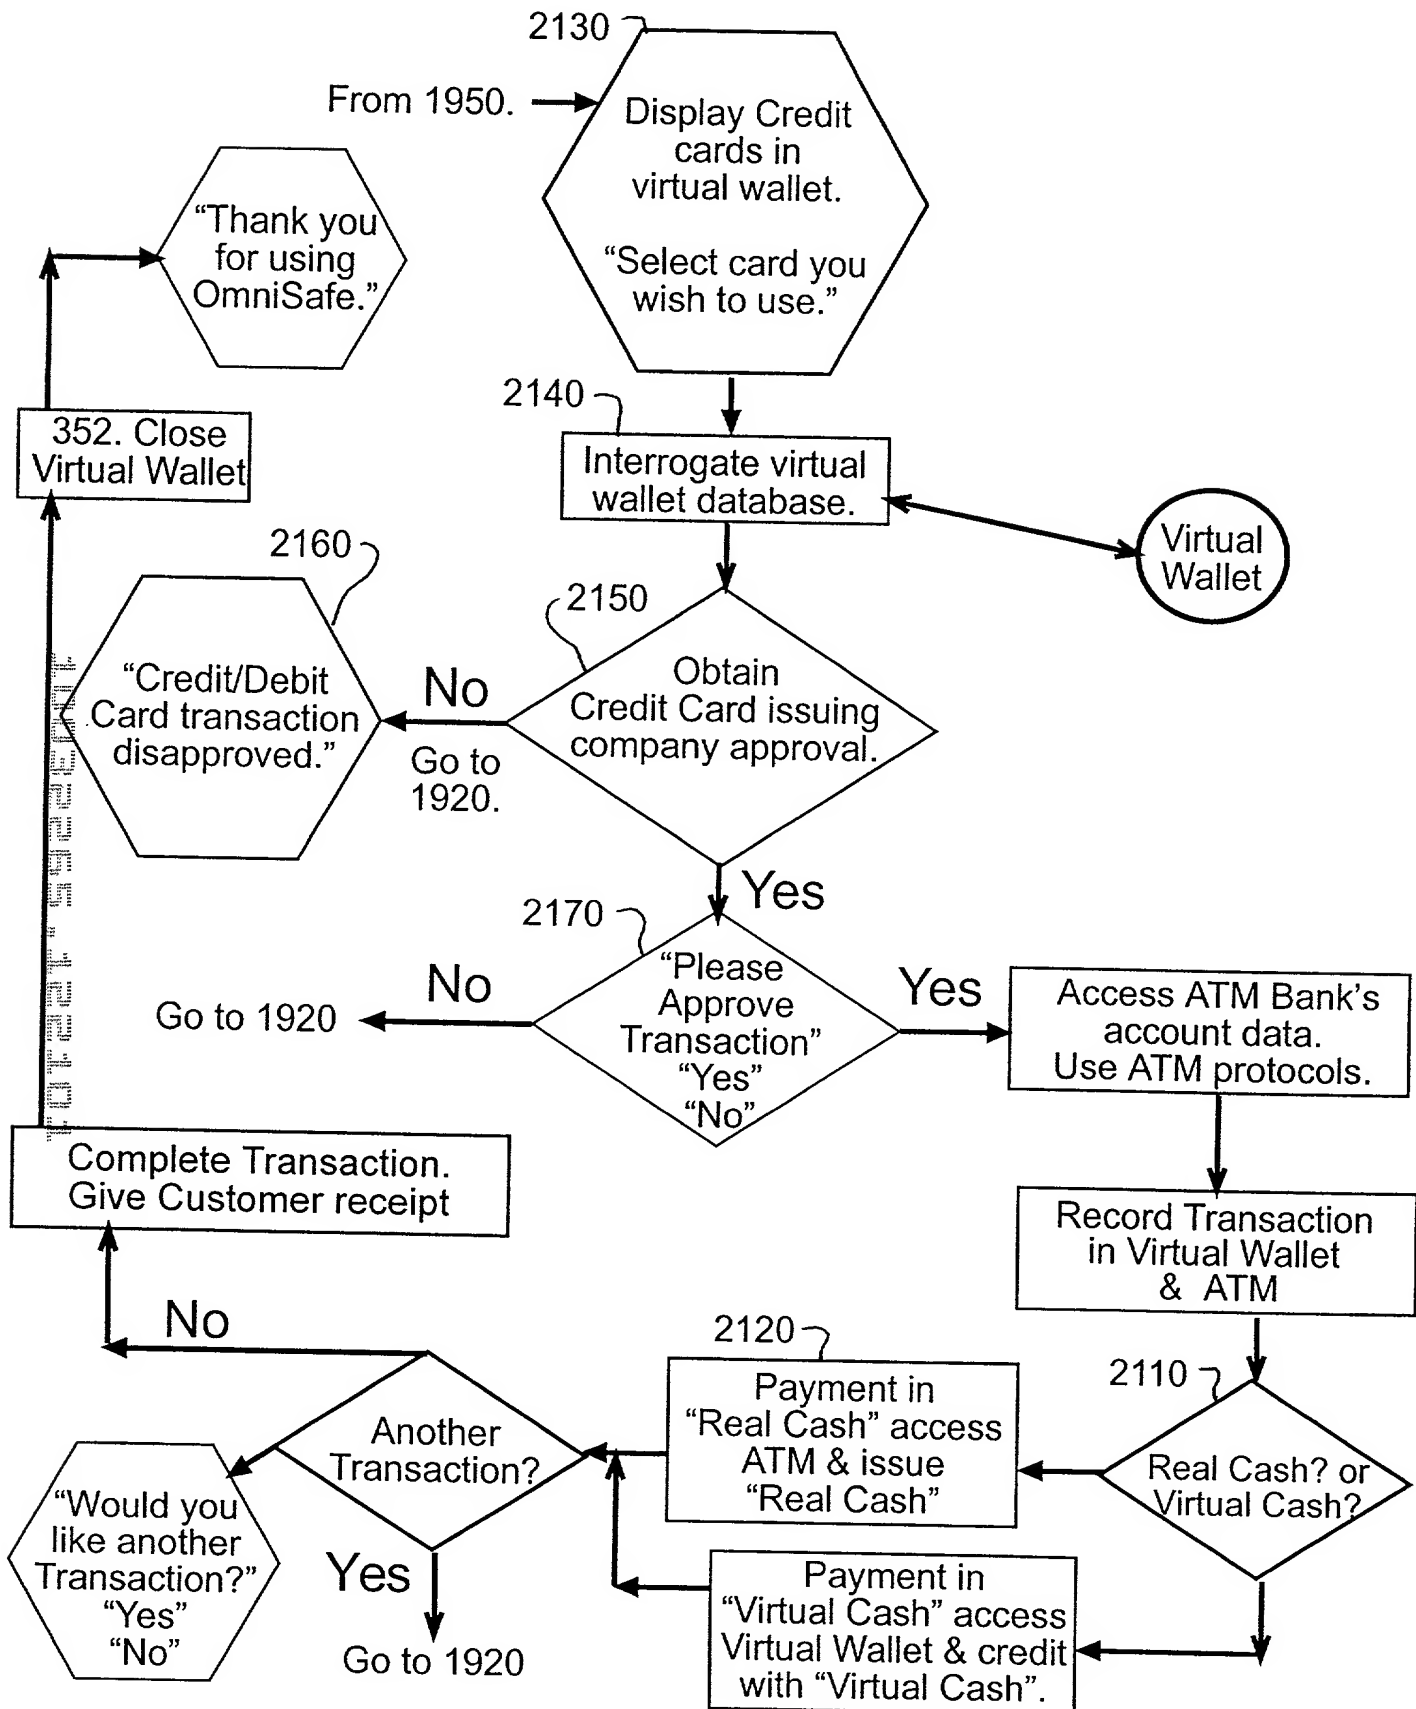 2130
From 1950.
Display Credit
cards in
virtual wallet.
“Select card you
wish to use.”
“Thank you
for using
OmniSafe.”
352. Close
Virtual Wallet
2140
Interrogate virtual
wallet database.
Virtual
Wallet
2160
“Credit/Debit
Card transaction
disapproved.”
2150
Obtain
Credit Card issuing
company approval.
No
Go to
1920.
Yes
2170
“Please
Approve
Transaction”
“Yes”
“No”
No
Go to 1920
Yes
Access ATM Bank’s
account data.
Use ATM protocols.
Record Transaction
in Virtual Wallet
& ATM
2110
Real Cash? or
Virtual Cash?
2120
Payment in
“Real Cash” access
ATM & issue
“Real Cash”
Payment in
“Virtual Cash” access
Virtual Wallet & credit
with “Virtual Cash”.
Another
Transaction?
“Would you
like another
Transaction?”
“Yes”
“No”
Yes
Go to 1920
No
Complete Transaction.
Give Customer receipt